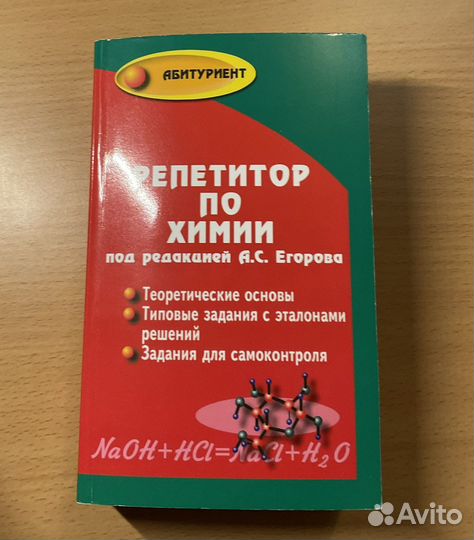 АБИТУРИЕНТ
РЕПЕТИТОР
ПО
ХИМИИ
под редакцией А.С. Егорова
Теоретические основы
Типовые задания с эталонами
решений
Задания для самоконтроля
NaOH+HCl=NaCl+H₂O
Avito